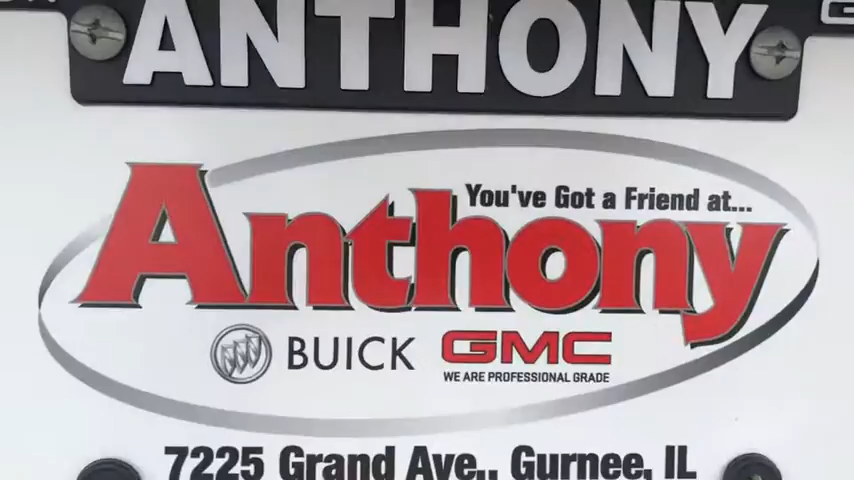 ANTHONY
You've Got a Friend at...
Anthony
BUICK GMC
WE ARE PROFESSIONAL GRADE
7225 Grand Ave., Gurnee, IL